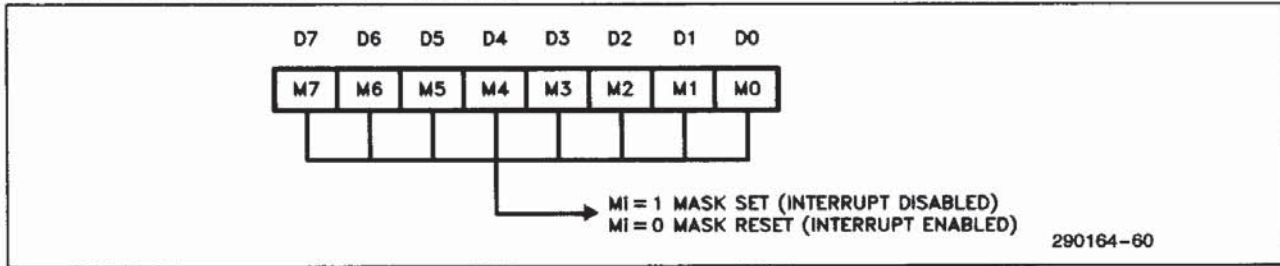 D7 D6 D5 D4 D3 D2 D1 D0
M7 M6 M5 M4 M3 M2 M1 M0
Mi = 1 MASK SET (INTERRUPT DISABLED)
Mi = 0 MASK RESET (INTERRUPT ENABLED)
290164-60